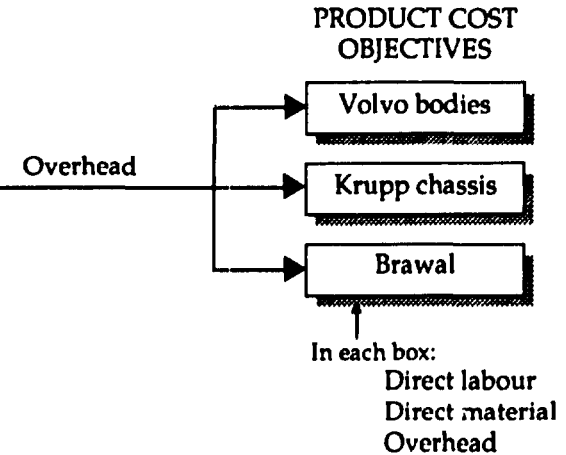 PRODUCT COST
OBJECTIVES
Volvo bodies
Overhead
Krupp chassis
Brawal
In each box:
Direct labour
Direct material
Overhead